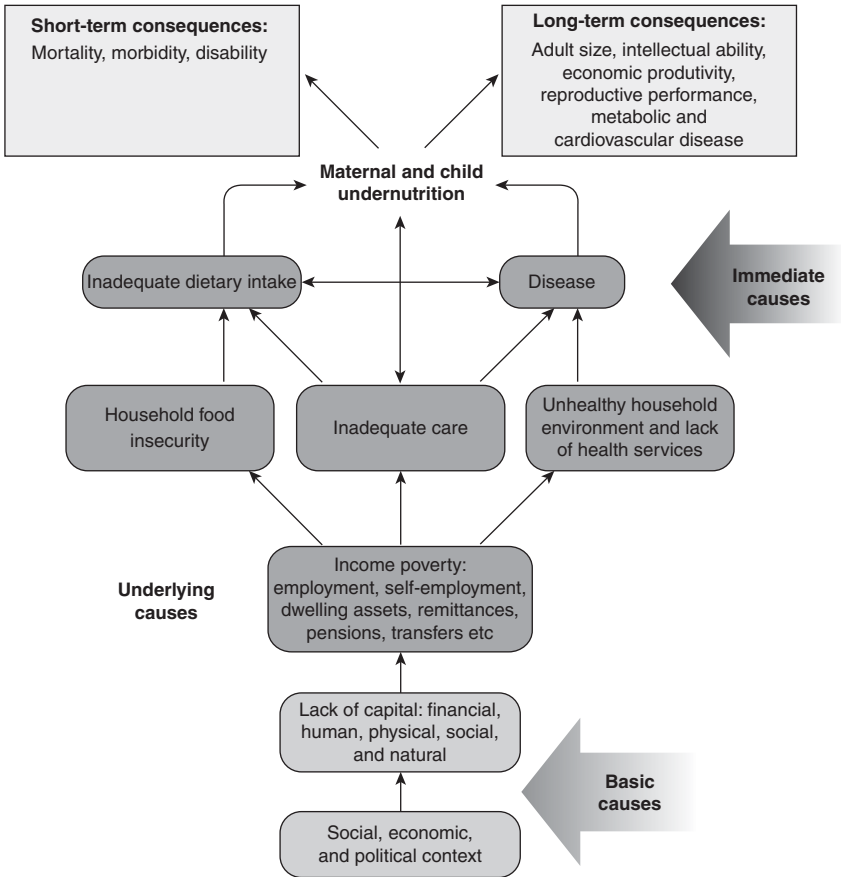 Short-term consequences:
Mortality, morbidity, disability
Long-term consequences:
Adult size, intellectual ability,
economic produtivity,
reproductive performance,
metabolic and
cardiovascular disease
Maternal and child
undernutrition
Inadequate dietary intake
Disease
Immediate
causes
Household food
insecurity
Inadequate care
Unhealthy household
environment and lack
of health services
Underlying
causes
Income poverty:
employment, self-employment,
dwelling assets, remittances,
pensions, transfers etc
Lack of capital: financial,
human, physical, social,
and natural
Basic
causes
Social, economic,
and political context